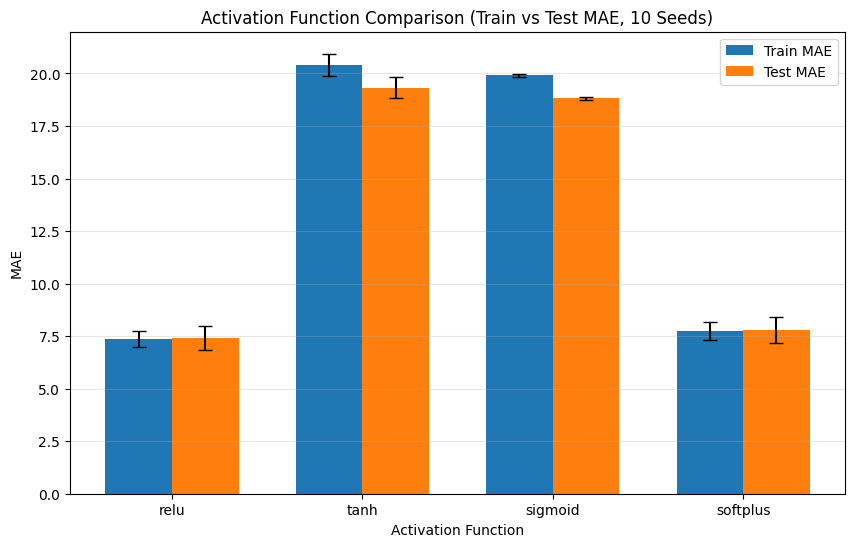 Activation Function Comparison (Train vs Test MAE, 10 Seeds)
Train MAE
Test MAE
MAE
20.0
17.5
15.0
12.5
10.0
7.5
5.0
2.5
0.0
relu tanh sigmoid softplus
Activation Function